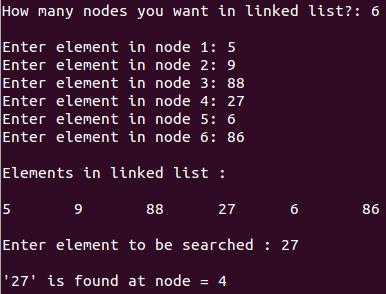 How many nodes you want in linked list?: 6
Enter element in node 1: 5
Enter element in node 2: 9
Enter element in node 3: 88
Enter element in node 4: 27
Enter element in node 5: 6
Enter element in node 6: 86
Elements in linked list :
5 9 88 27 6 86
Enter element to be searched : 27
'27' is found at node = 4